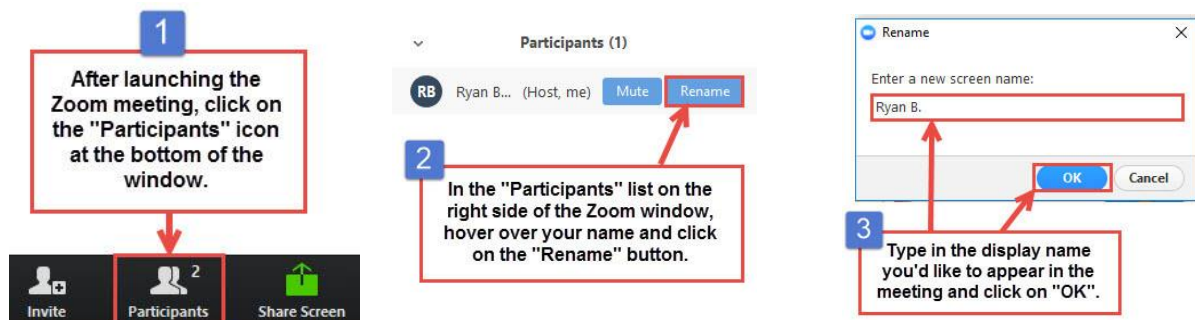 1
After launching the
Zoom meeting, click on
the "Participants" icon
at the bottom of the
window.
2
Invite
Participants
Share Screen
Participants (1)
RB
Ryan B... (Host, me)
Mute
Rename
2
In the "Participants" list on the
right side of the Zoom window,
hover over your name and click
on the "Rename" button.
Rename
Enter a new screen name:
Ryan B.
OK
Cancel
3
Type in the display name
you'd like to appear in the
meeting and click on "OK".